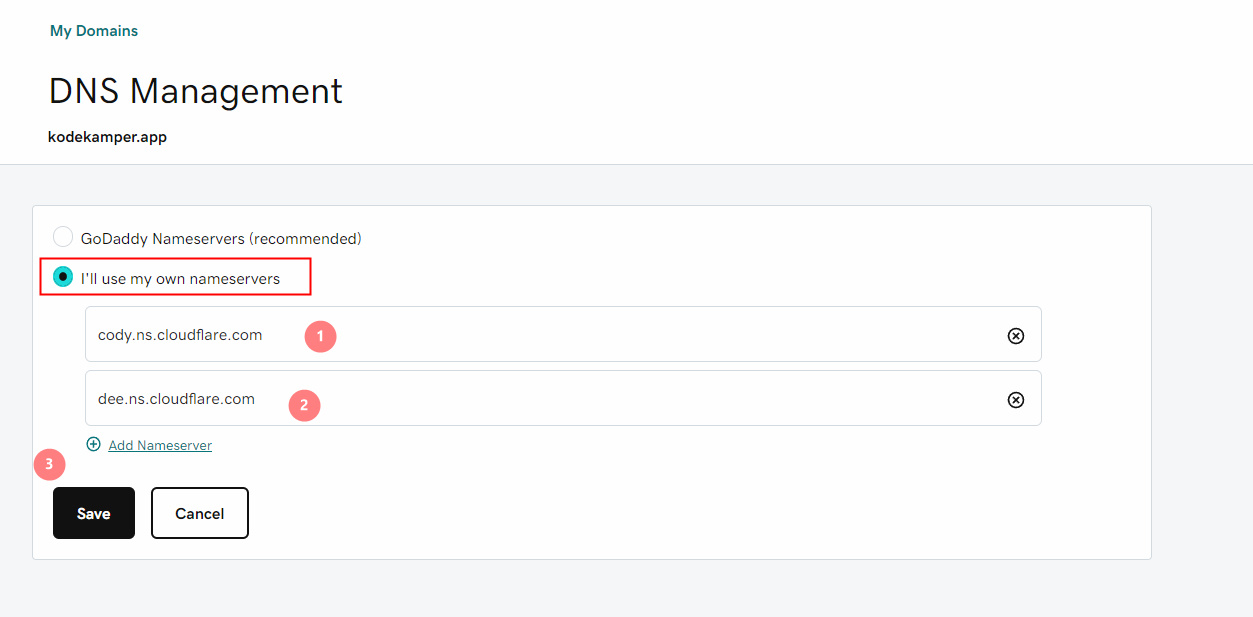 My Domains
DNS Management
kodekamper.app
GoDaddy Nameservers (recommended)
I'll use my own nameservers
cody.ns.cloudflare.com 1
dee.ns.cloudflare.com 2
Add Nameserver
3
Save Cancel